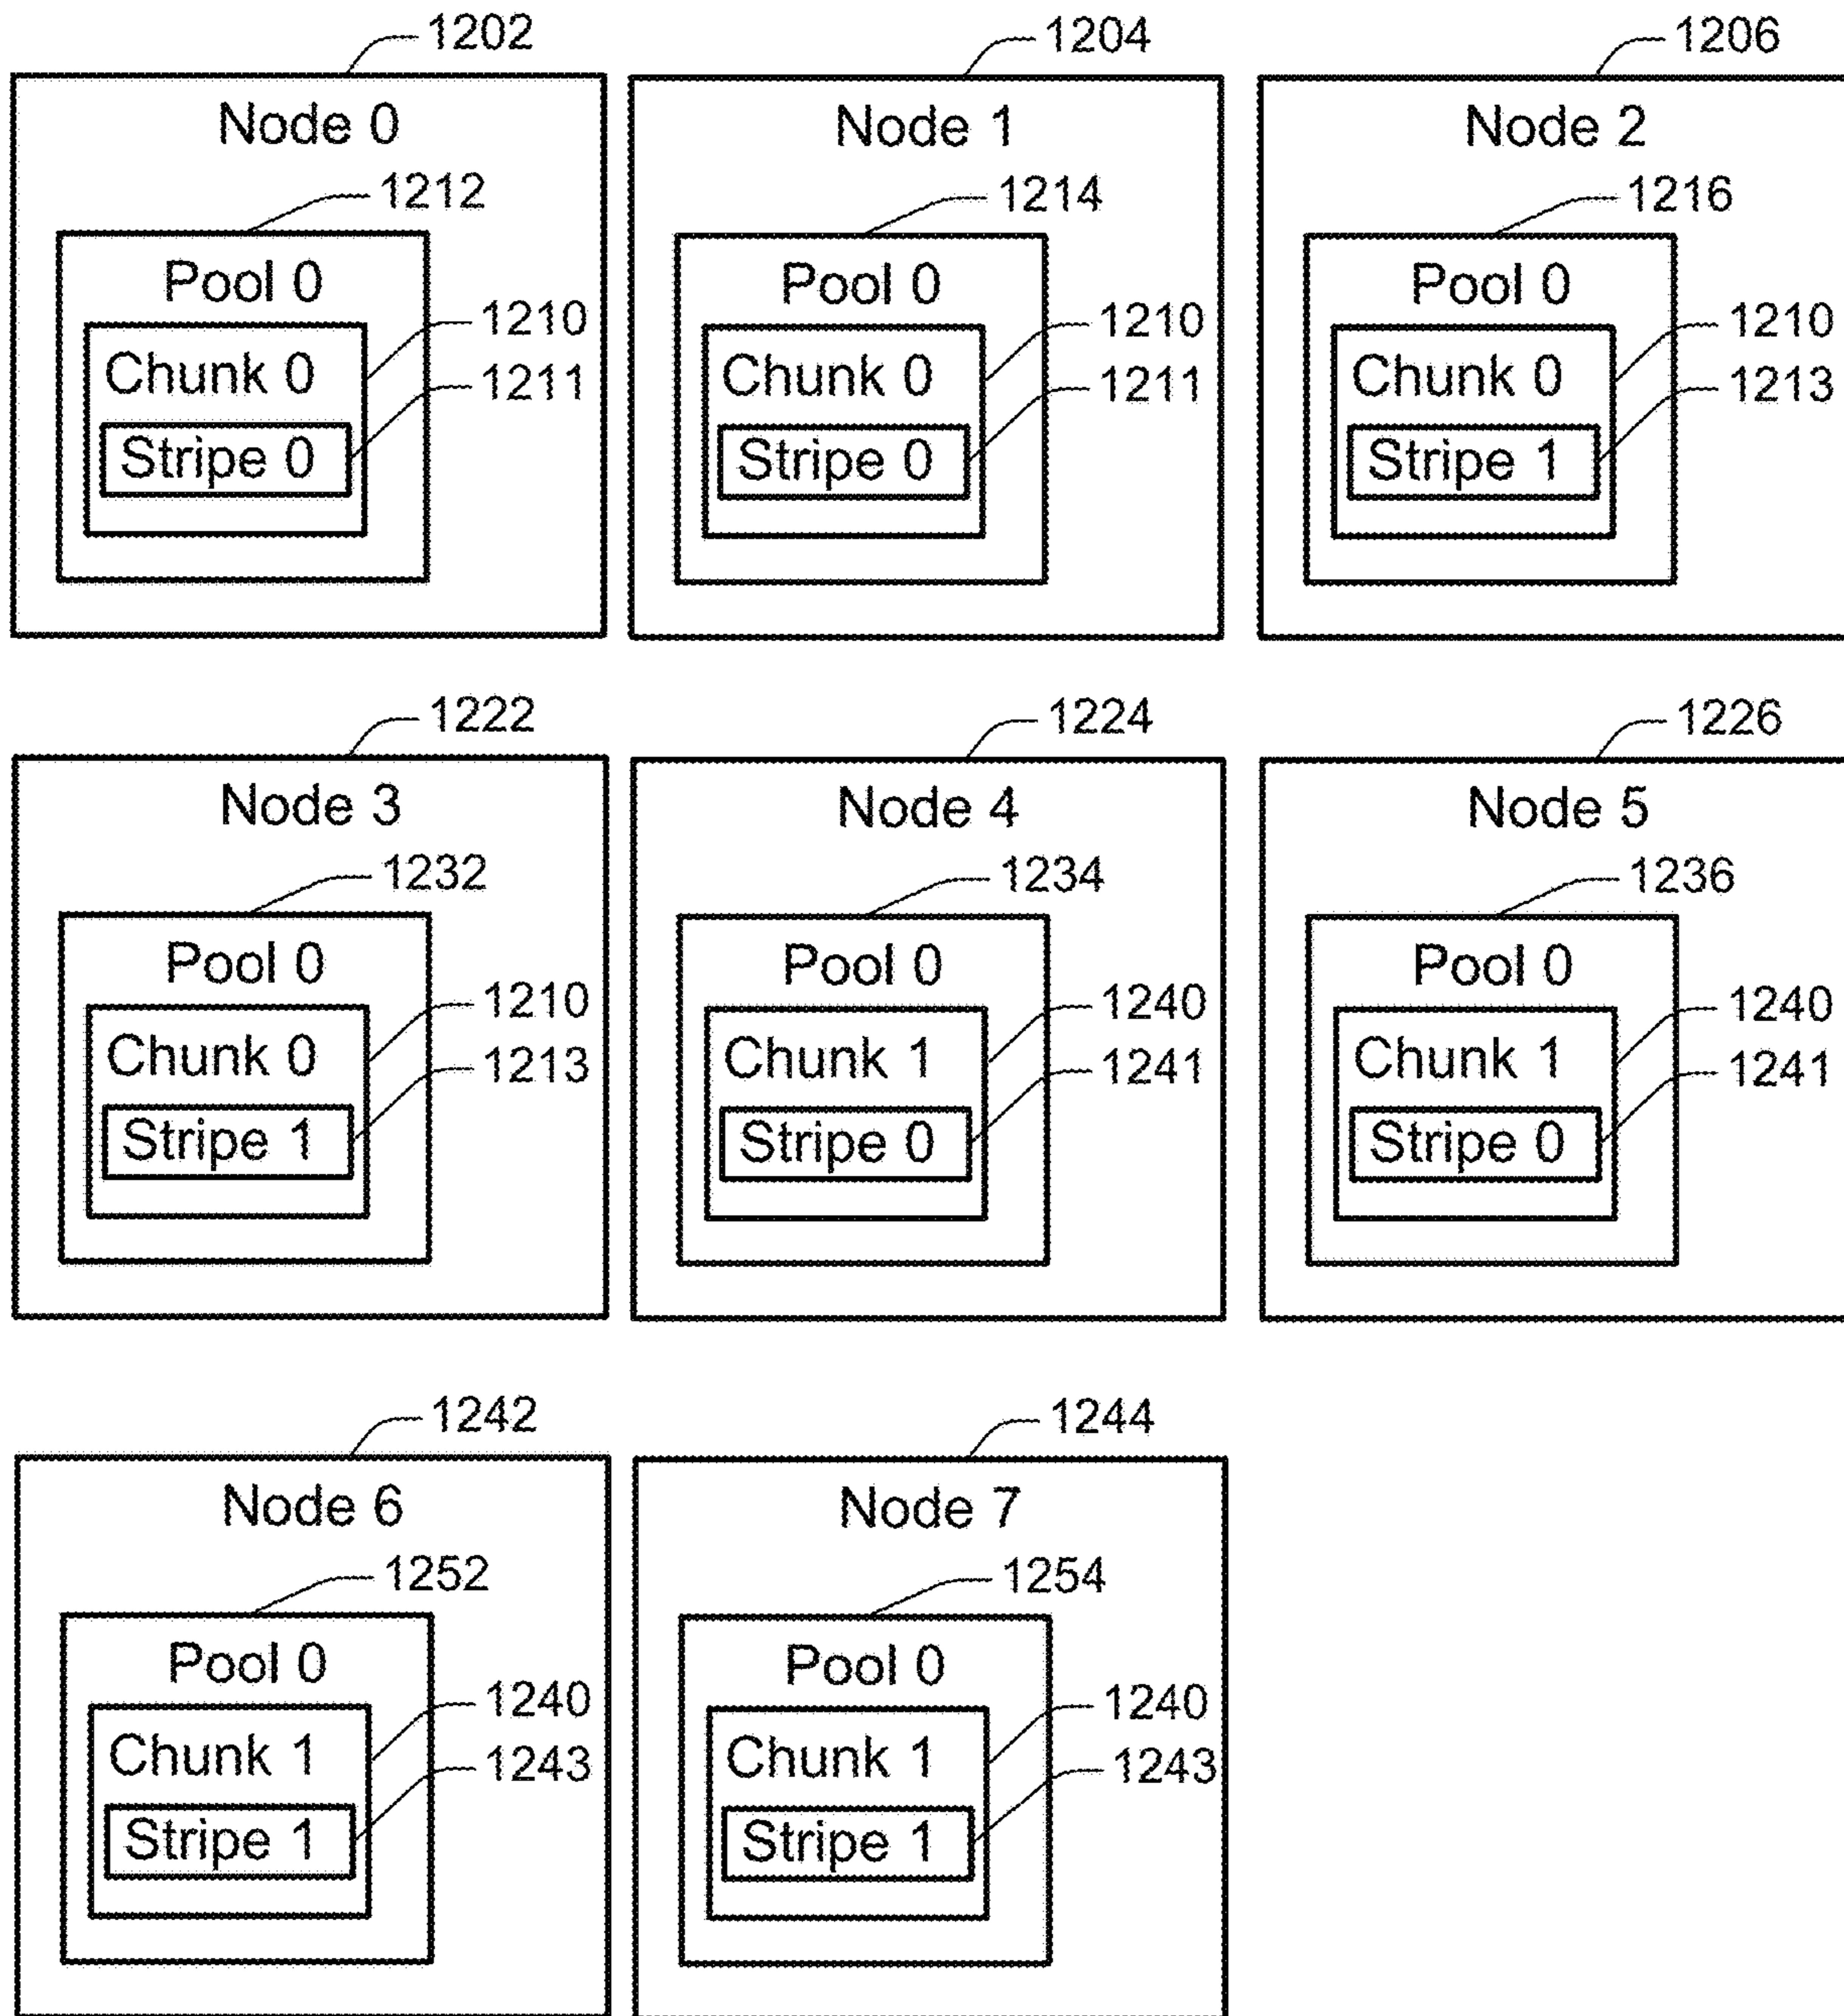 1202 1204 1206
Node 0 Node 1 Node 2
1212 1214 1216
Pool 0 Pool 0 Pool 0
1210 1210 1210
Chunk 0 Chunk 0 Chunk 0
1211 1211 1213
Stripe 0 Stripe 0 Stripe 1
1222 1224 1226
Node 3 Node 4 Node 5
1232 1234 1236
Pool 0 Pool 0 Pool 0
1210 1240 1240
Chunk 0 Chunk 1 Chunk 1
1213 1241 1241
Stripe 1 Stripe 0 Stripe 0
1242 1244
Node 6 Node 7
1252 1254
Pool 0 Pool 0
1240 1240
Chunk 1 Chunk 1
1243 1243
Stripe 1 Stripe 1